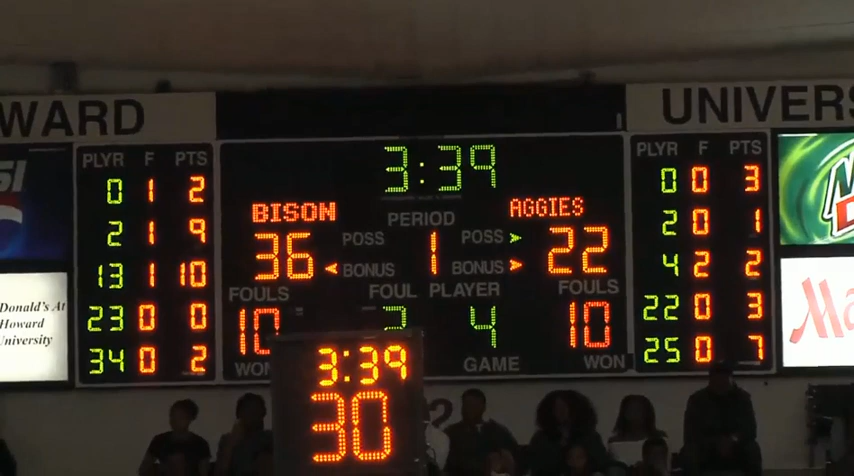 WARD
UNIVERS
PLYR F PTS
0 1 2
2 1 9
13 1 10
23 0 0
34 0 2
3:39
BISON
AGGIES
PERIOD
36
POSS
1
POSS
22
BONUS
BONUS
FOULS
FOUL PLAYER
FOULS
10
4
10
WON
GAME
WON
PLYR F PTS
0 0 3
2 0 1
4 2 2
22 0 3
25 0 7
SI
Donald's At
Howard
University
3:39
30
M
D
Ma